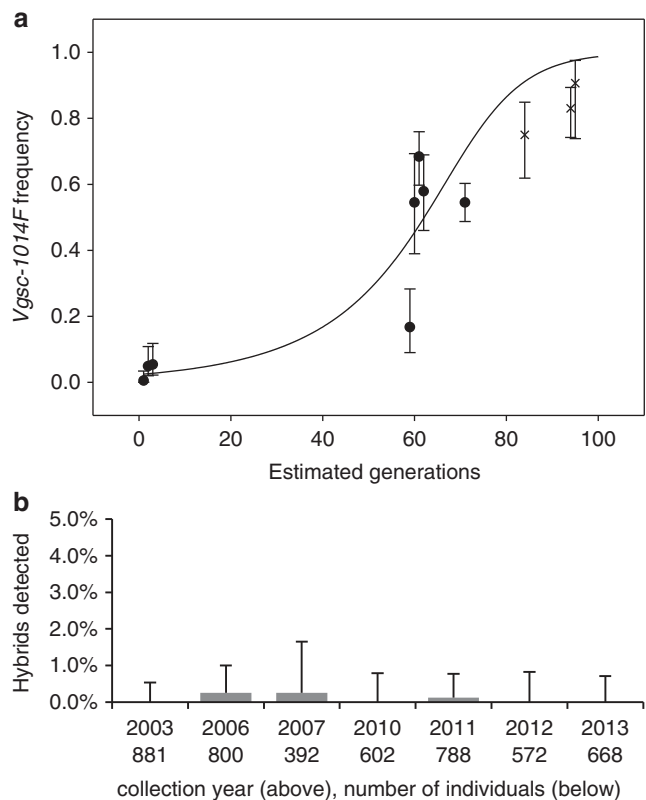 a
1.0
0.8
0.6
0.4
0.2
0.0
Vgsc-1014F frequency
0 20 40 60 80 100
Estimated generations
b
5.0%
4.0%
3.0%
2.0%
1.0%
0.0%
Hybrids detected
2003 2006 2007 2010 2011 2012 2013
881 800 392 602 788 572 668
collection year (above), number of individuals (below)